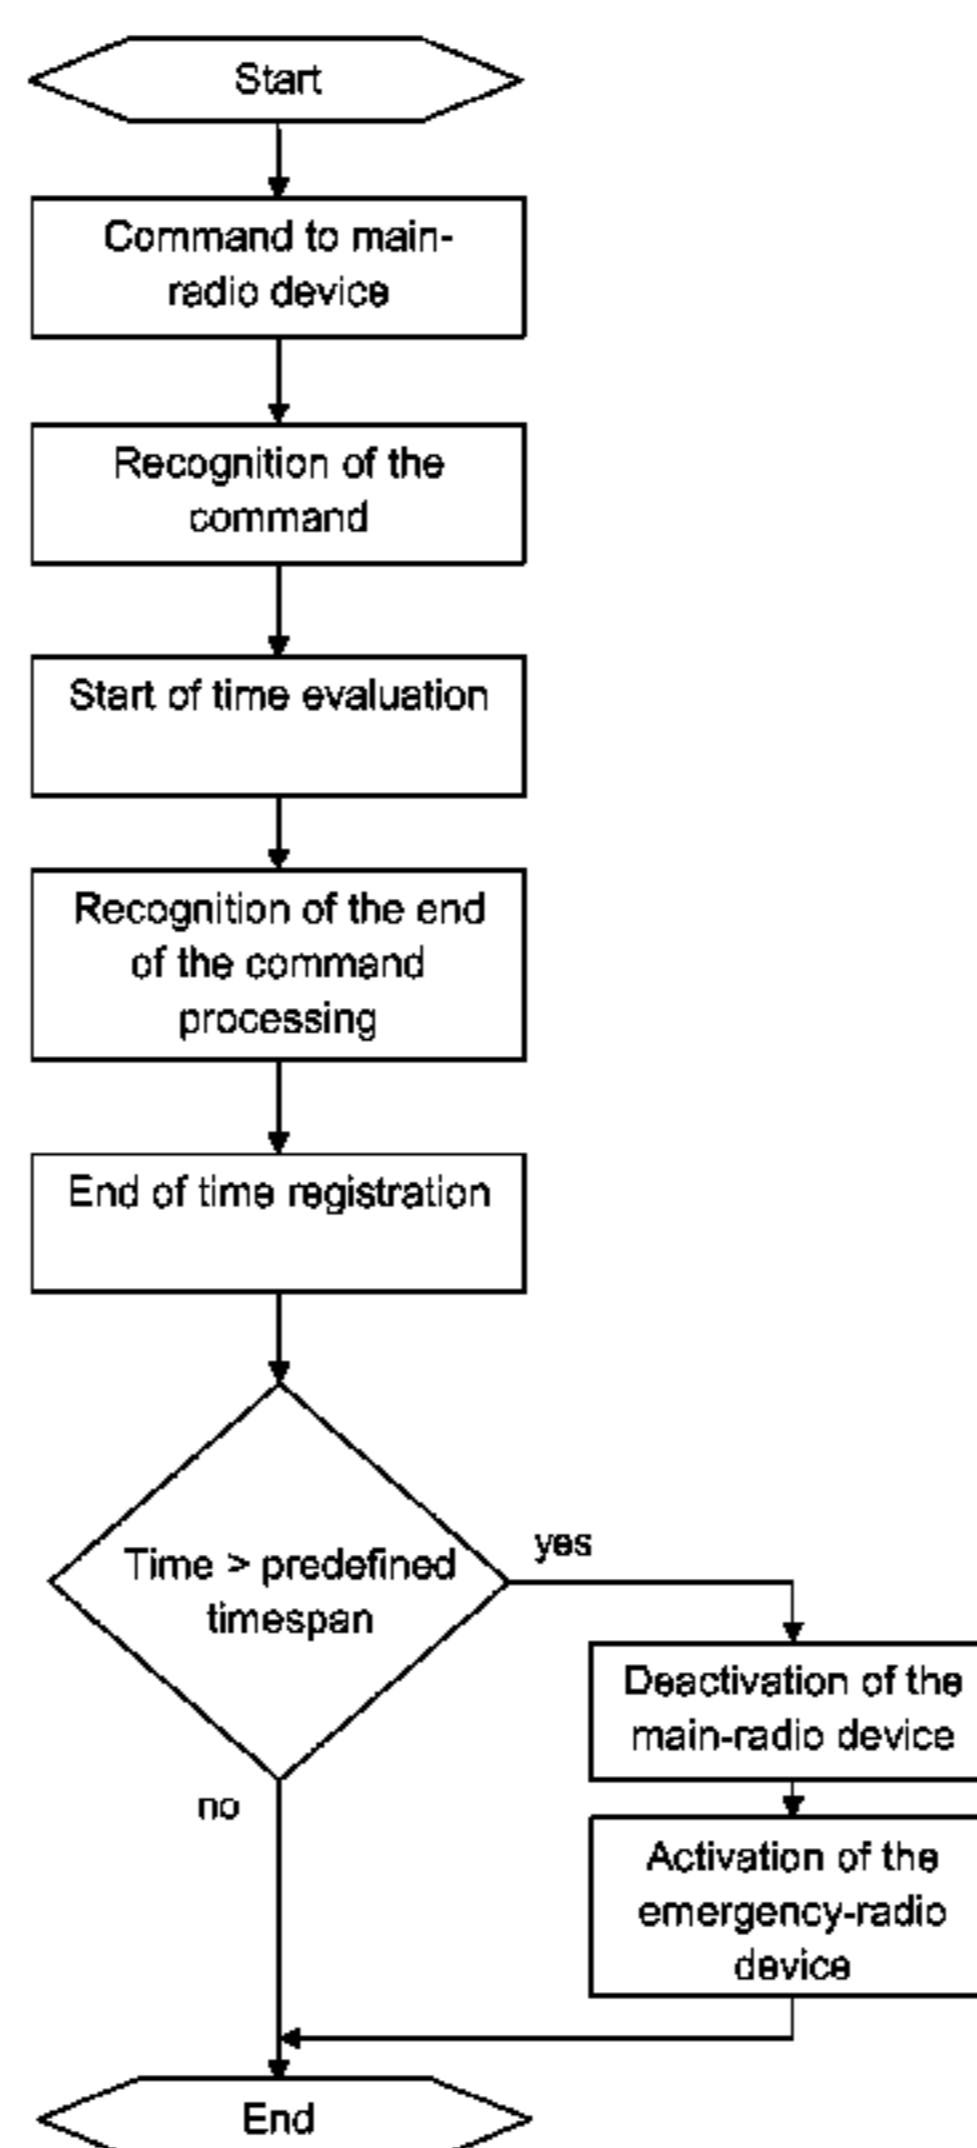 Start
Command to main-
radio device
Recognition of the
command
Start of time evaluation
Recognition of the end
of the command
processing
End of time registration
Time > predefined
timespan
yes
Deactivation of the
main-radio device
no
Activation of the
emergency-radio
device
End